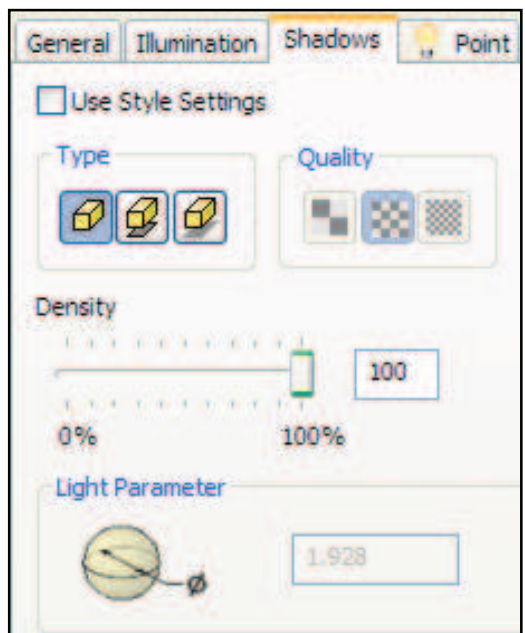 General Illumination Shadows Point
Use Style Settings
Type Quality
Density
100
0% 100%
Light Parameter
Ø 1.928